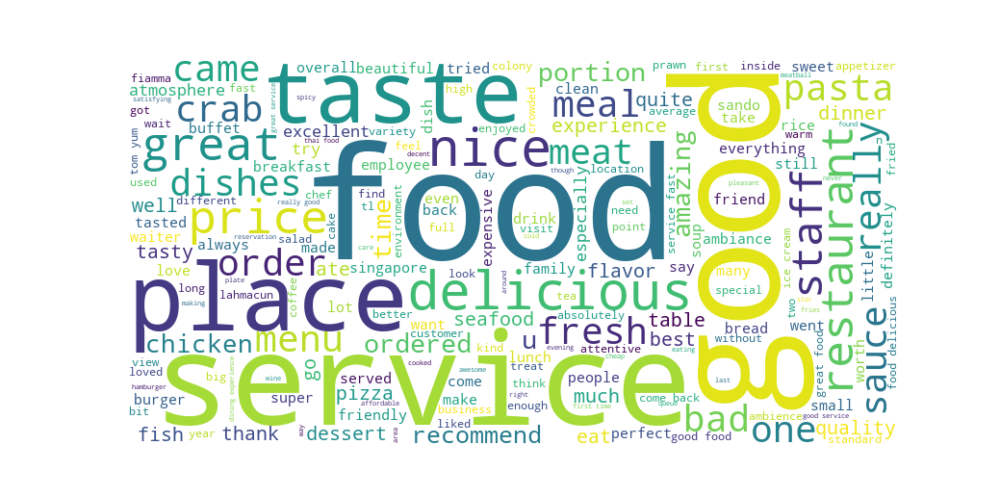 fiamma
came
taste
overall
beautiful
tried
colony
portion
prawn
first
inside
sweet
appetizer
meatball
atmosphere
fast
great service
satisfying
spicy
high
clean
pasta
got
crab
dish
crowded
meal
quite
average
sando
take
dinner
wait
buffet
excellent
variety
enjoyed
experience
rice
found
tom yum
great
thai food
try
feel
decent
nice
meat
amazing
everything
warm
fried
breakfast
employee
though
location
still
used
dishes
day
never
different
really good
chef
find
t1
even
back
expensive
drink
visit
especially
need
point
set
friend
pleasant
staff
restaurant
really
well
tasted
price
cake
time
environment
full
cold
soup
service fast
good
waiter
always
reservation
salad
made
care
food
ambiance
ice cream
little
definitely
tasty
order
love
plate
ate
singapore
look
around
family
flavor
say
many
long
lahmacun
coffee
lot
delicious
tea
special
making
place
better
want
seafood
absolutely
table
two
sauce
food delicious
star
fries
customer
u
fresh
bread
went
chicken
menu
ordered
kind
evening
attentive
best
without
view
go
cooked
lunch
cheap
eating
great food
worth
loved
big
dining experience
mine
served
service
awesome
treat
last
hamburger
super
come
think
people
burger
pizza
affordable
make
right
enough
much
come back
small
bit
friendly
business
first time
queue
bad
ambience
good service
liked
fish
year
thank
way
dessert
area
recommend
eat
perfect
good food
one
quality
standard